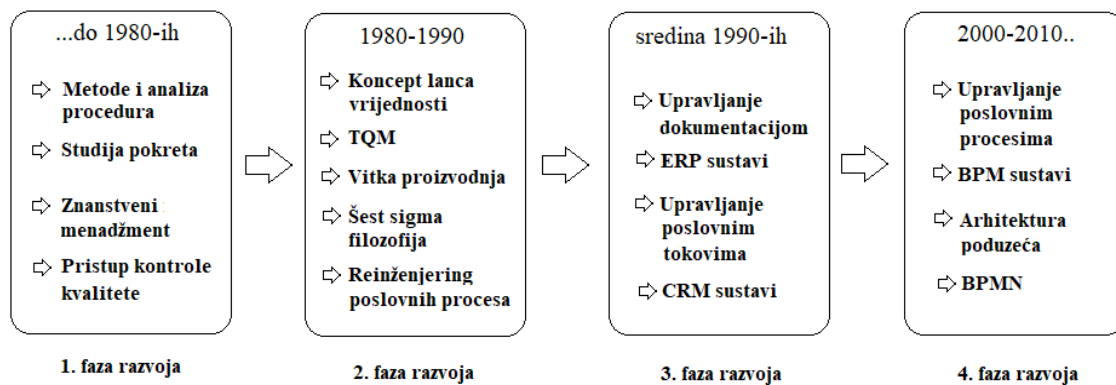 ...do 1980-ih
Metode i analiza
procedura
Studija pokreta
Znanstveni
menadžment
Pristup kontrole
kvalitete
1. faza razvoja
1980-1990
Koncept lanca
vrijednosti
TQM
Vitka proizvodnja
Šest sigma
filozofija
Reinženjering
poslovnih procesa
2. faza razvoja
sredina 1990-ih
Upravljanje
dokumentacijom
ERP sustavi
Upravljanje
poslovnim
tokovima
CRM sustavi
3. faza razvoja
2000-2010..
Upravljanje
poslovnim
procesima
BPM sustavi
Arhitektura
poduzeća
BPMN
4. faza razvoja